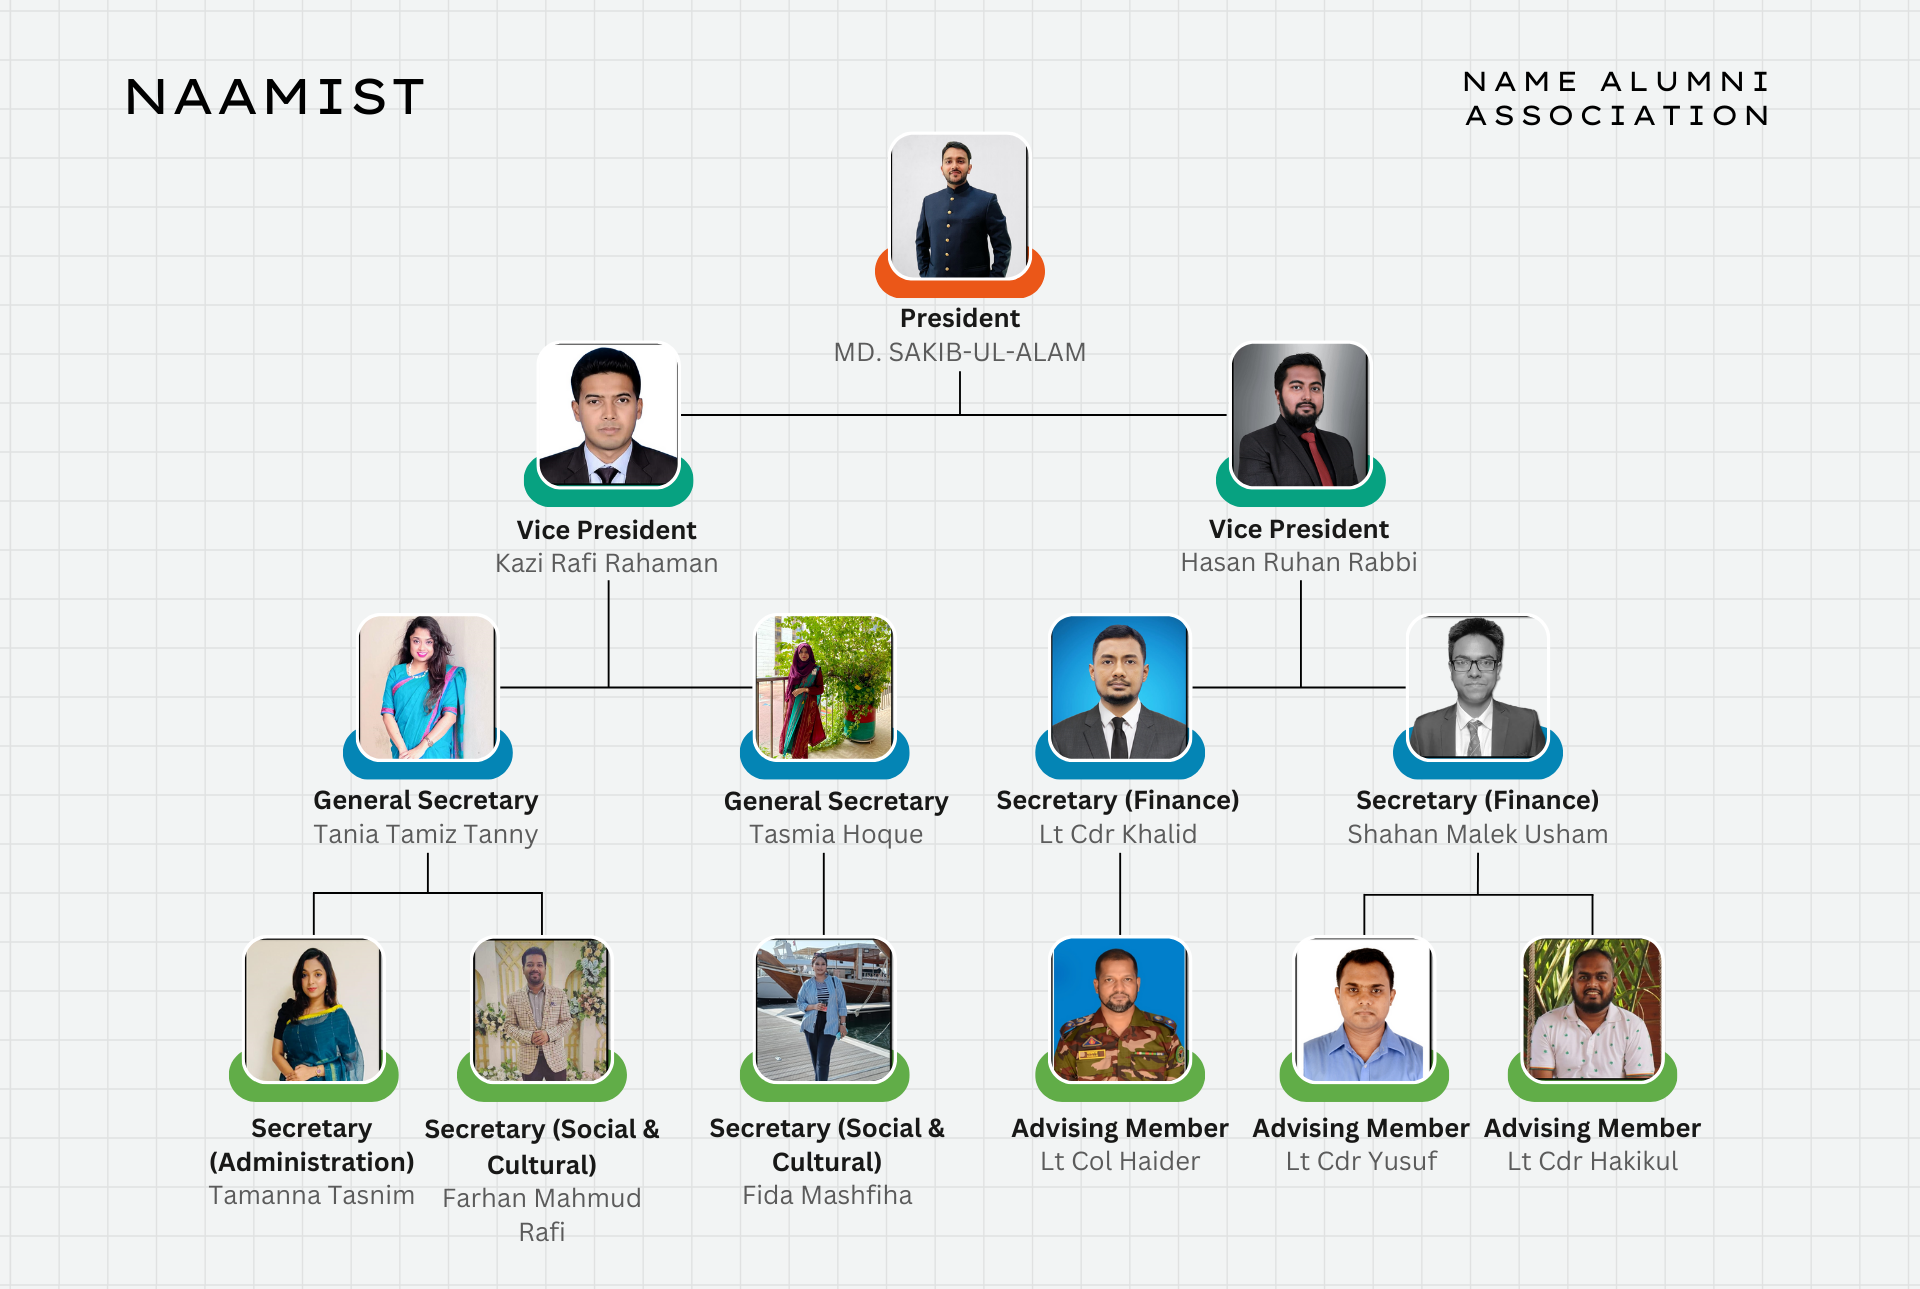 NAAMIST
NAME ALUMNI
ASSOCIATION
President
MD. SAKIB-UL-ALAM
Vice President
Kazi Rafi Rahaman
Vice President
Hasan Ruhan Rabbi
General Secretary
Tania Tamiz Tanny
General Secretary
Tasmia Hoque
Secretary (Finance)
Lt Cdr Khalid
Secretary (Finance)
Shahan Malek Usham
Secretary
(Administration)
Tamanna Tasnim
Secretary (Social &
Cultural)
Farhan Mahmud
Rafi
Secretary (Social &
Cultural)
Fida Mashfiha
Advising Member
Lt Col Haider
Advising Member
Lt Cdr Yusuf
Advising Member
Lt Cdr Hakikul